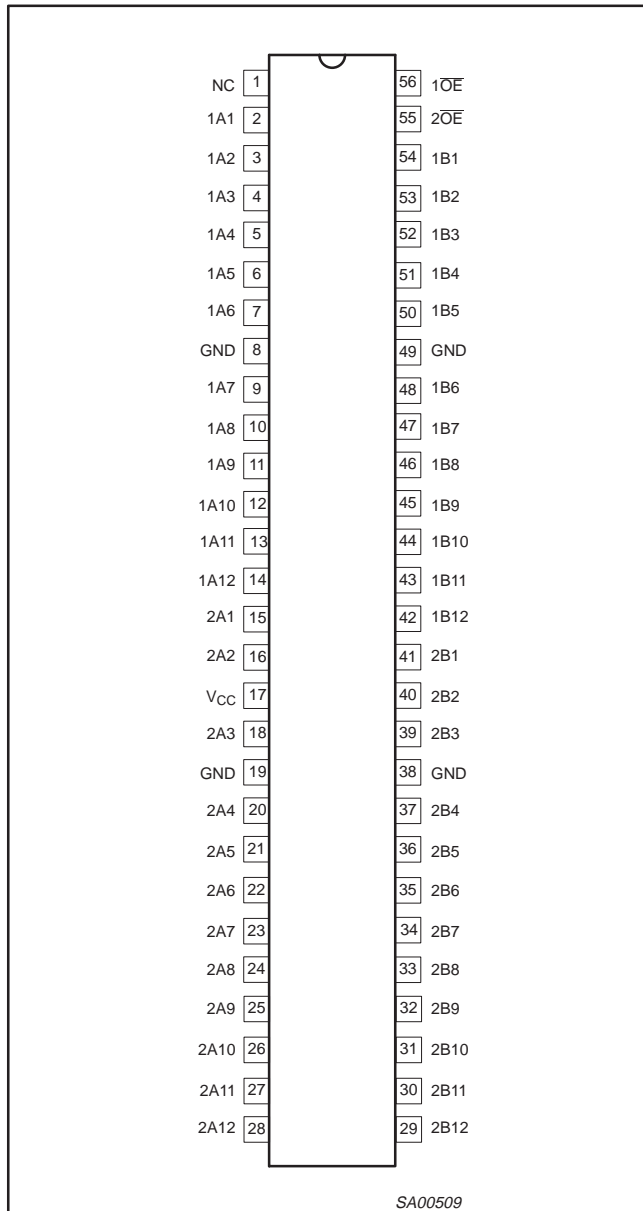 NC 1 56 1O̅E̅
1A1 2 55 2O̅E̅
1A2 3 54 1B1
1A3 4 53 1B2
1A4 5 52 1B3
1A5 6 51 1B4
1A6 7 50 1B5
GND 8 49 GND
1A7 9 48 1B6
1A8 10 47 1B7
1A9 11 46 1B8
1A10 12 45 1B9
1A11 13 44 1B10
1A12 14 43 1B11
2A1 15 42 1B12
2A2 16 41 2B1
VCC 17 40 2B2
2A3 18 39 2B3
GND 19 38 GND
2A4 20 37 2B4
2A5 21 36 2B5
2A6 22 35 2B6
2A7 23 34 2B7
2A8 24 33 2B8
2A9 25 32 2B9
2A10 26 31 2B10
2A11 27 30 2B11
2A12 28 29 2B12
SA00509